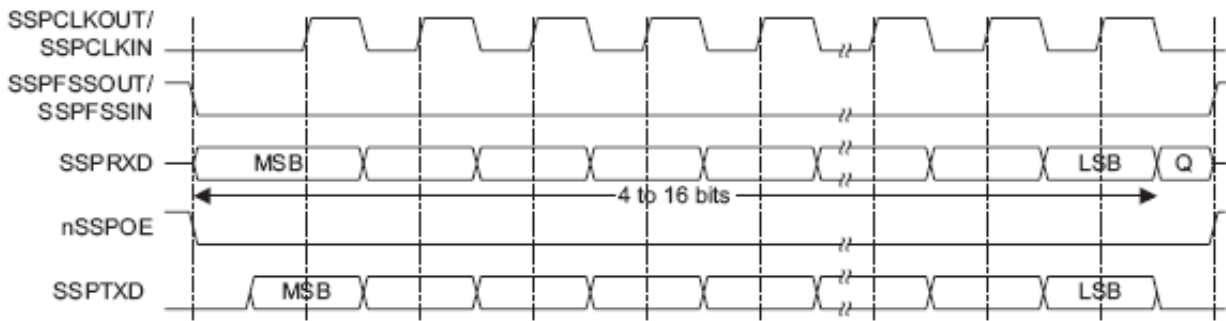 SSPCLKOUT/
SSPCLKIN
SSPFSSOUT/
SSPFSSIN
SSPRXD MSB LSB Q
4 to 16 bits
nSSPOE
SSPTXD MSB LSB